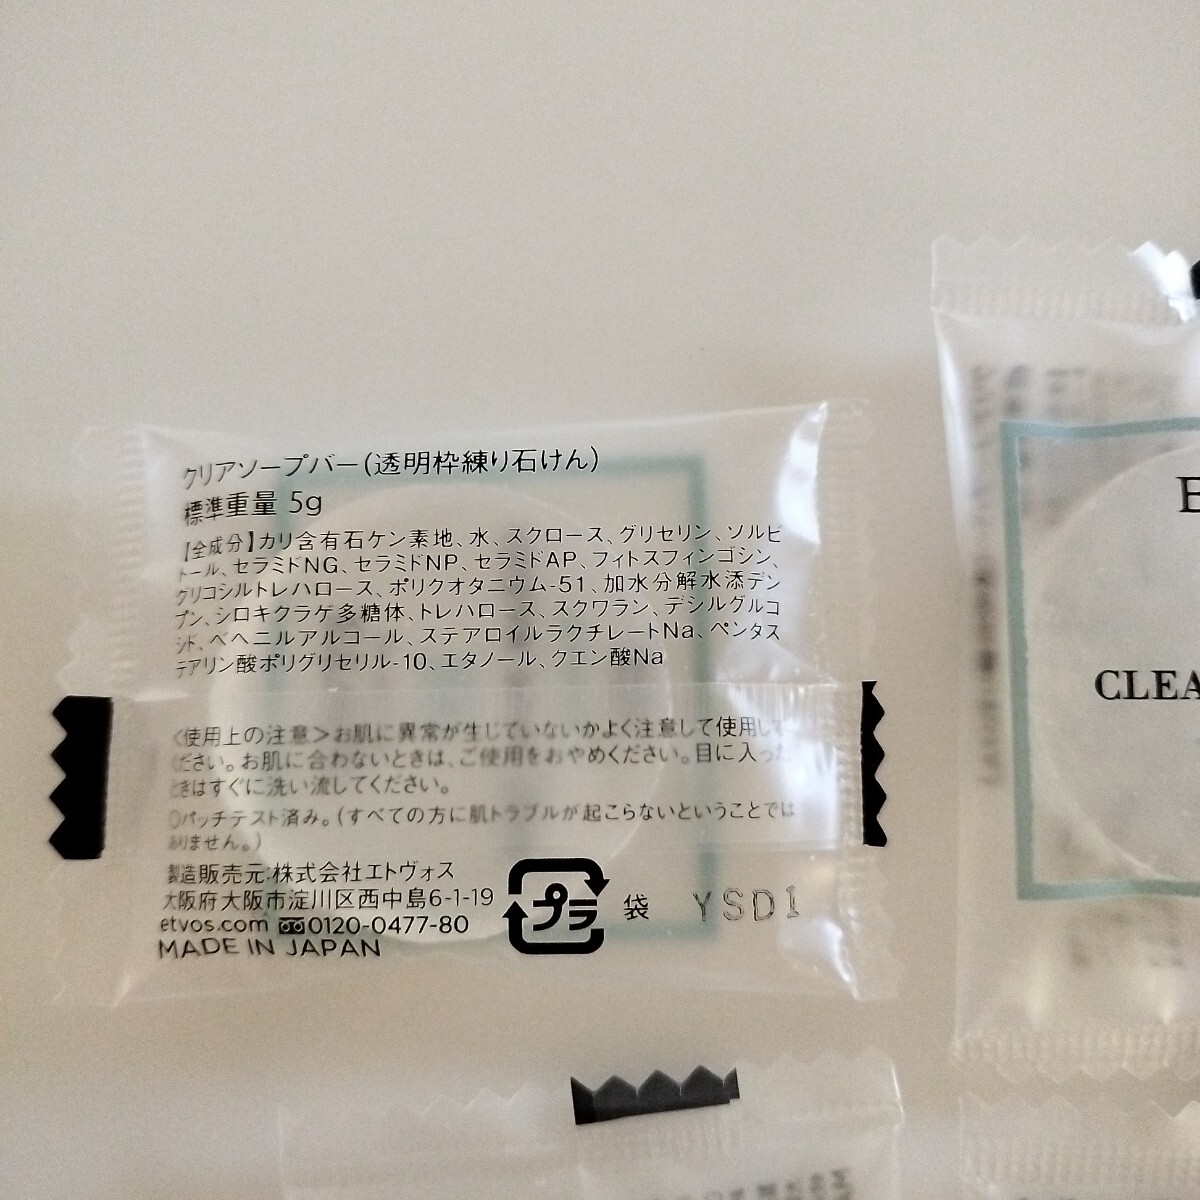 クリアソープバー(透明枠練り石けん)
標準重量 5g
【全成分】カリ含有石ケン素地、水、スクロース、グリセリン、ソルビ
トール、セラミドNG、セラミドNP、セラミドAP、フィトスフィンゴシン、
グリコシルトレハロース、ポリクオタニウム-51、加水分解水添デン
プン、シロキクラゲ多糖体、トレハロース、スクワラン、デシルグルコ
シド、ベヘニルアルコール、ステアロイルラクチレートNa、ペンタス
テアリン酸ポリグリセリル-10、エタノール、クエン酸Na
<使用上の注意>お肌に異常が生じていないかよく注意して使用して
ください。お肌に合わないときは、ご使用をおやめください。目に入った
ときはすぐに洗い流してください。
○パッチテスト済み。(すべての方に肌トラブルが起こらないということでは
ありません。)
製造販売元:株式会社エトヴォス
大阪府大阪市淀川区西中島6-1-19
etvos.com 0120-0477-80
MADE IN JAPAN
プラ 袋 YSD1
E
CLEA